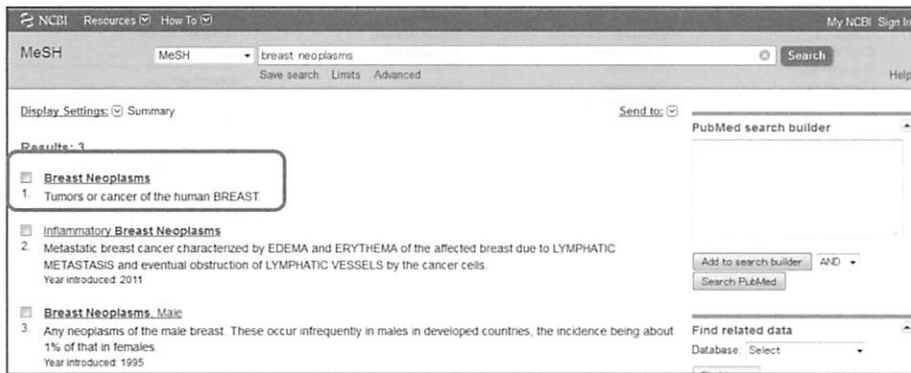 NCBI Resources How To My NCBI Sign In
MeSH MeSH breast neoplasms Search
Save search Limits Advanced Help
Display Settings: Summary Send to:
Results: 3
Breast Neoplasms
1. Tumors or cancer of the human BREAST.
Inflammatory Breast Neoplasms
2. Metastatic breast cancer characterized by EDEMA and ERYTHEMA of the affected breast due to LYMPHATIC
METASTASIS and eventual obstruction of LYMPHATIC VESSELS by the cancer cells.
Year introduced: 2011
Breast Neoplasms, Male
3. Any neoplasms of the male breast. These occur infrequently in males in developed countries, the incidence being about
1% of that in females.
Year introduced: 1995
PubMed search builder
Add to search builder AND
Search PubMed
Find related data
Database: Select